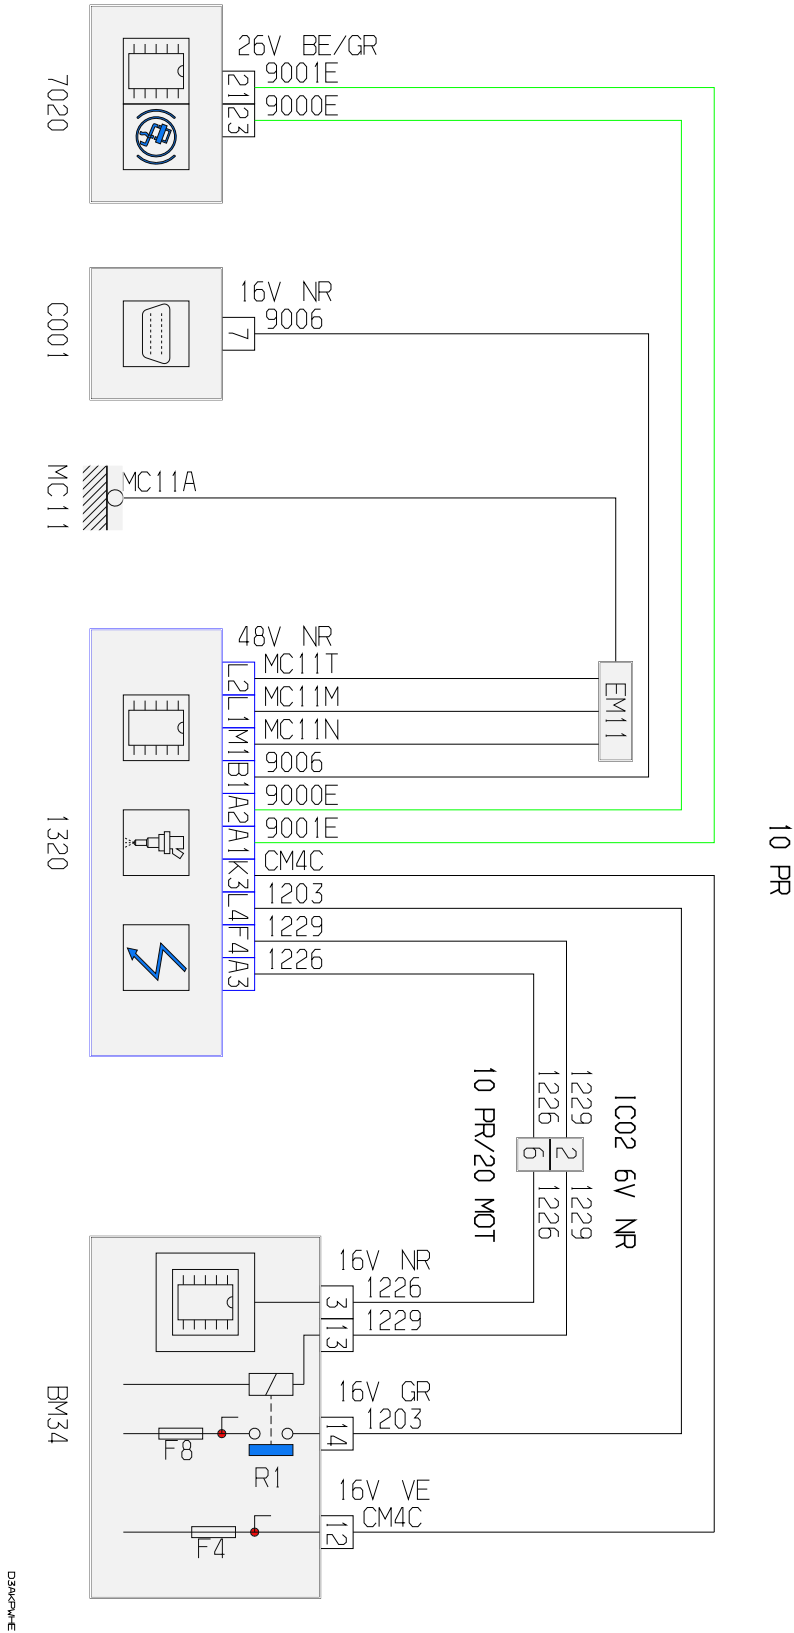 26V BE/GR
9001E
21
9000E
23
7020
16V NR
9006
7
C001
MC11A
MC11
48V NR
MC11T
L2
MC11M
L1
MC11N
M1
9006
B1
9000E
A2
9001E
A1
CM4C
K3
1203
L4
1229
F4
1226
A3
EM11
1320
10 PR
1226
1229
IC02 6V NR
6
2
1226
1229
10 PR/20 MOT
16V NR
1226
3
1229
13
16V GR
1203
14
F8
R1
16V VE
CM4C
12
F4
BM34
D3AKPWHE